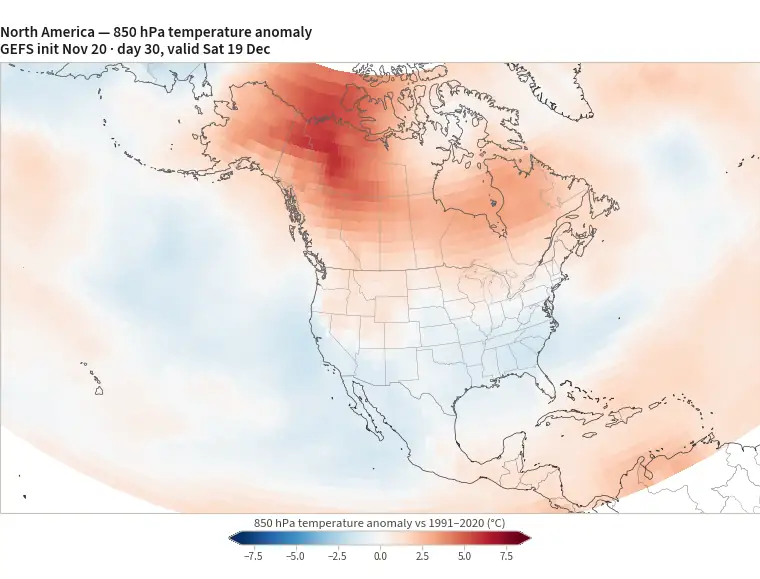 North America — 850 hPa temperature anomaly
GEFS init Nov 20 · day 30, valid Sat 19 Dec
850 hPa temperature anomaly vs 1991–2020 (°C)
−7.5 −5.0 −2.5 0.0 2.5 5.0 7.5